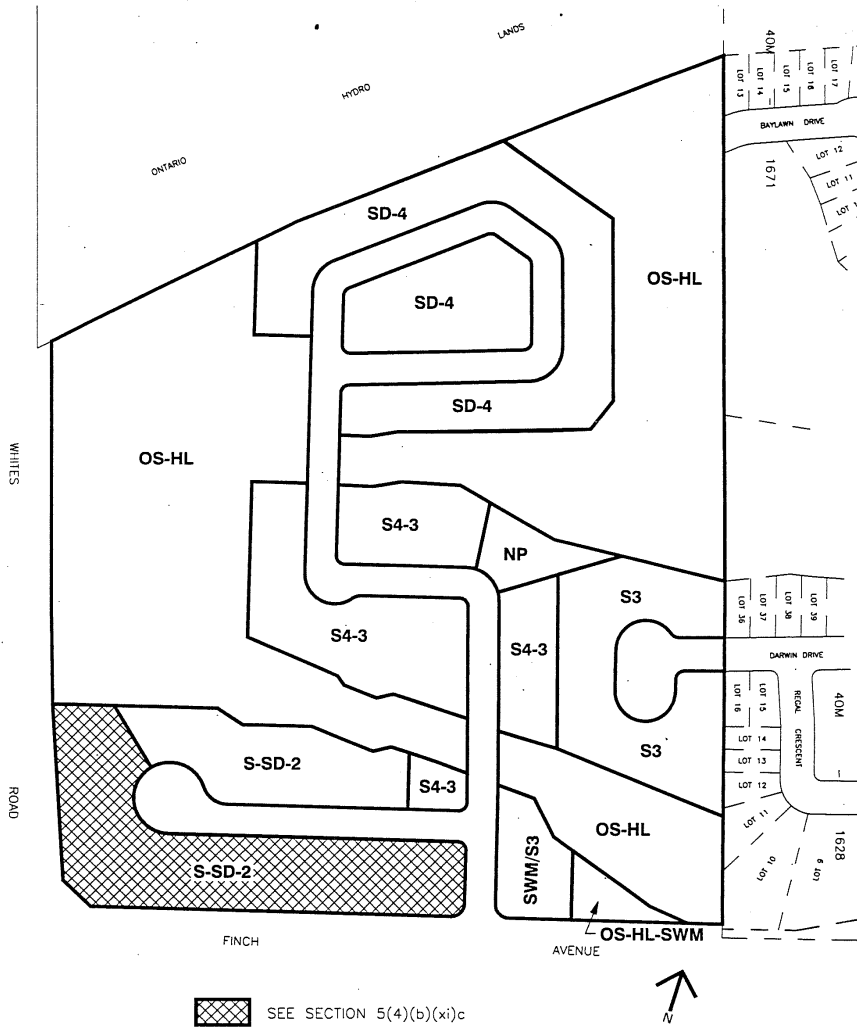 LANDS
HYDRO
ONTARIO
40M
LOT 13
LOT 14
LOT 15
LOT 16
LOT 17
BAYLAWN DRIVE
1671
LOT 12
LOT 11
SD-4
SD-4
OS-HL
SD-4
OS-HL
WHITES
S4-3
NP
S3
LOT 36
LOT 37
LOT 38
LOT 39
S4-3
S4-3
DARWIN DRIVE
LOT 16
LOT 15
REGAL CRESCENT
40M
LOT 14
LOT 13
LOT 12
S3
S-SD-2
S4-3
ROAD
LOT 11
LOT 10
LOT 9
1628
OS-HL
SWM/S3
S-SD-2
OS-HL-SWM
FINCH
AVENUE
N
SEE SECTION 5(4)(b)(xi)c